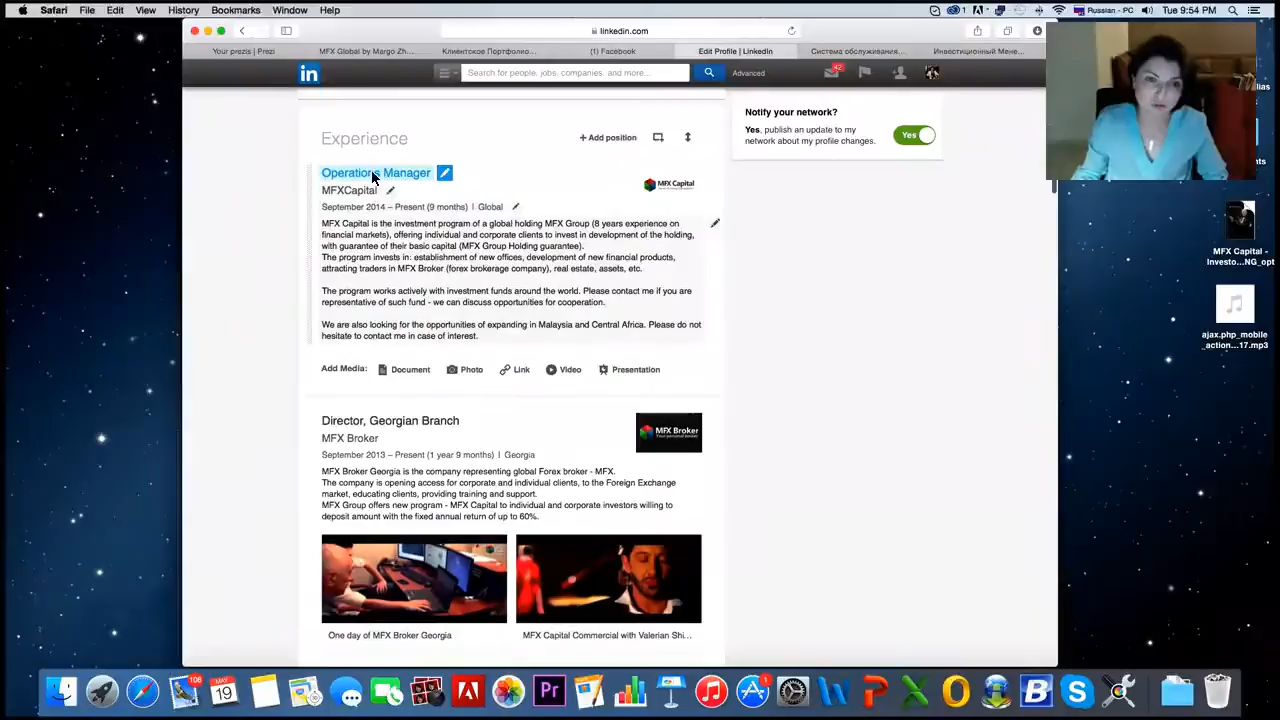 Safari File Edit View History Bookmarks Window Help
1 Russian - PC Tue 9:54 PM
linkedin.com
Your prezis | Prezi MFX Global by Margo Zh... Клиентское Портфолио... (1) Facebook Edit Profile | LinkedIn Система обслуживания... Инвестиционный Мене...
in Search for people, jobs, companies, and more... Advanced 42
Notify your network?
Yes, publish an update to my
network about my profile changes.
Yes
Experience
+ Add position
Operations Manager
MFXCapital
MFX Capital
September 2014 – Present (9 months) | Global
MFX Capital is the investment program of a global holding MFX Group (8 years experience on
financial markets), offering individual and corporate clients to invest in development of the holding,
with guarantee of their basic capital (MFX Group Holding guarantee).
The program invests in: establishment of new offices, development of new financial products,
attracting traders in MFX Broker (forex brokerage company), real estate, assets, etc.
The program works actively with investment funds around the world. Please contact me if you are
representative of such fund - we can discuss opportunities for cooperation.
We are also looking for the opportunities of expanding in Malaysia and Central Africa. Please do not
hesitate to contact me in case of interest.
Add Media: Document Photo Link Video Presentation
Director, Georgian Branch
MFX Broker
MFX Broker
Your personal broker
September 2013 – Present (1 year 9 months) | Georgia
MFX Broker Georgia is the company representing global Forex broker - MFX.
The company is opening access for corporate and individual clients, to the Foreign Exchange
market, educating clients, providing training and support.
MFX Group offers new program - MFX Capital to individual and corporate investors willing to
deposit amount with the fixed annual return of up to 60%.
One day of MFX Broker Georgia
MFX Capital Commercial with Valerian Shi...
MFX Capital -
Investo...NG_opt
ajax.php_mobile
_action...17.mp3
106
MAY
19
Pr
1